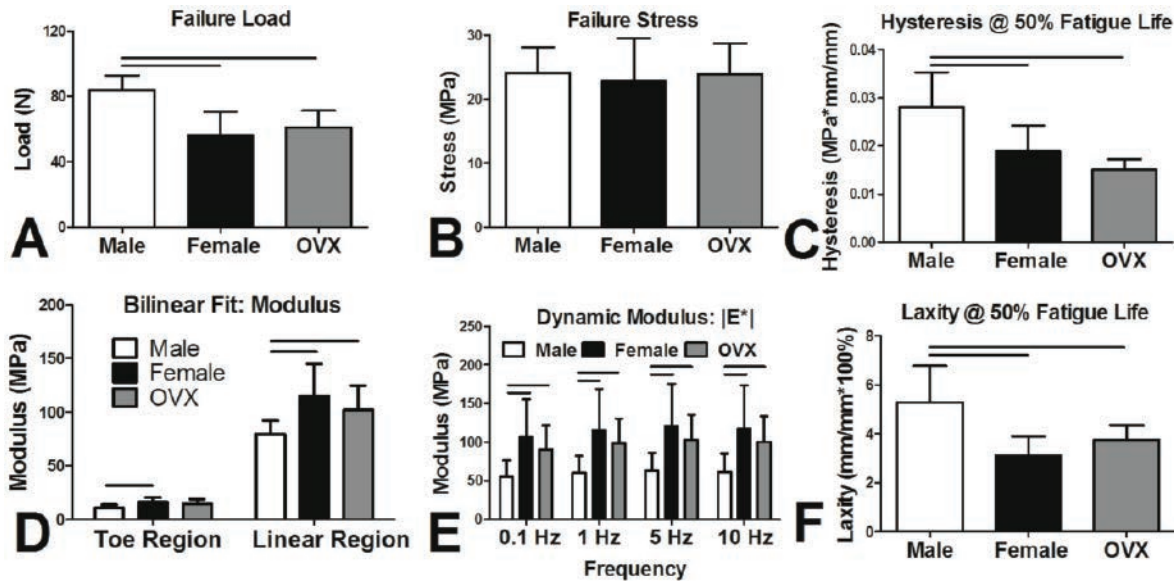 Failure Load
Load (N)
120
80
40
0
Male Female OVX
A
Failure Stress
Stress (MPa)
30
20
10
0
Male Female OVX
B
Hysteresis @ 50% Fatigue Life
Hysteresis (MPa*mm/mm)
0.04
0.03
0.02
0.01
0.00
Male Female OVX
C
Bilinear Fit: Modulus
Modulus (MPa)
200
150
100
50
0
Male
Female
OVX
Toe Region Linear Region
D
Dynamic Modulus: |E*|
Male Female OVX
Modulus (MPa)
250
200
150
100
50
0
0.1 Hz 1 Hz 5 Hz 10 Hz
Frequency
E
Laxity @ 50% Fatigue Life
Laxity (mm/mm*100%)
8
6
4
2
0
Male Female OVX
F